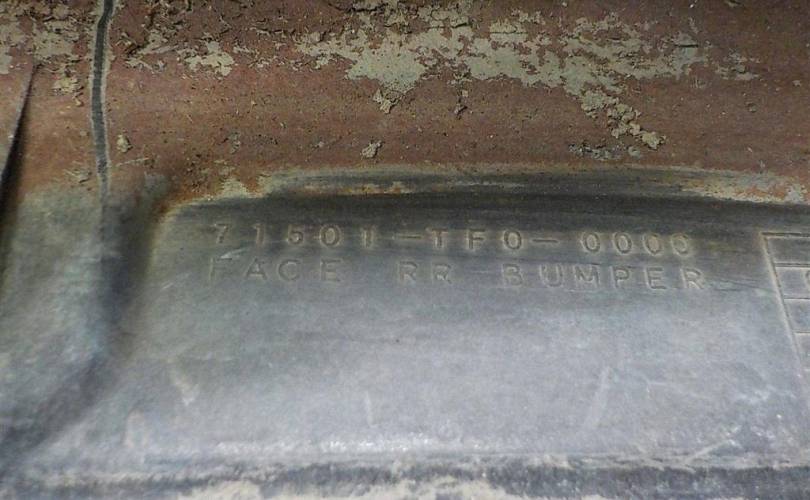 71501-TF0-0000
FACE RR BUMPER